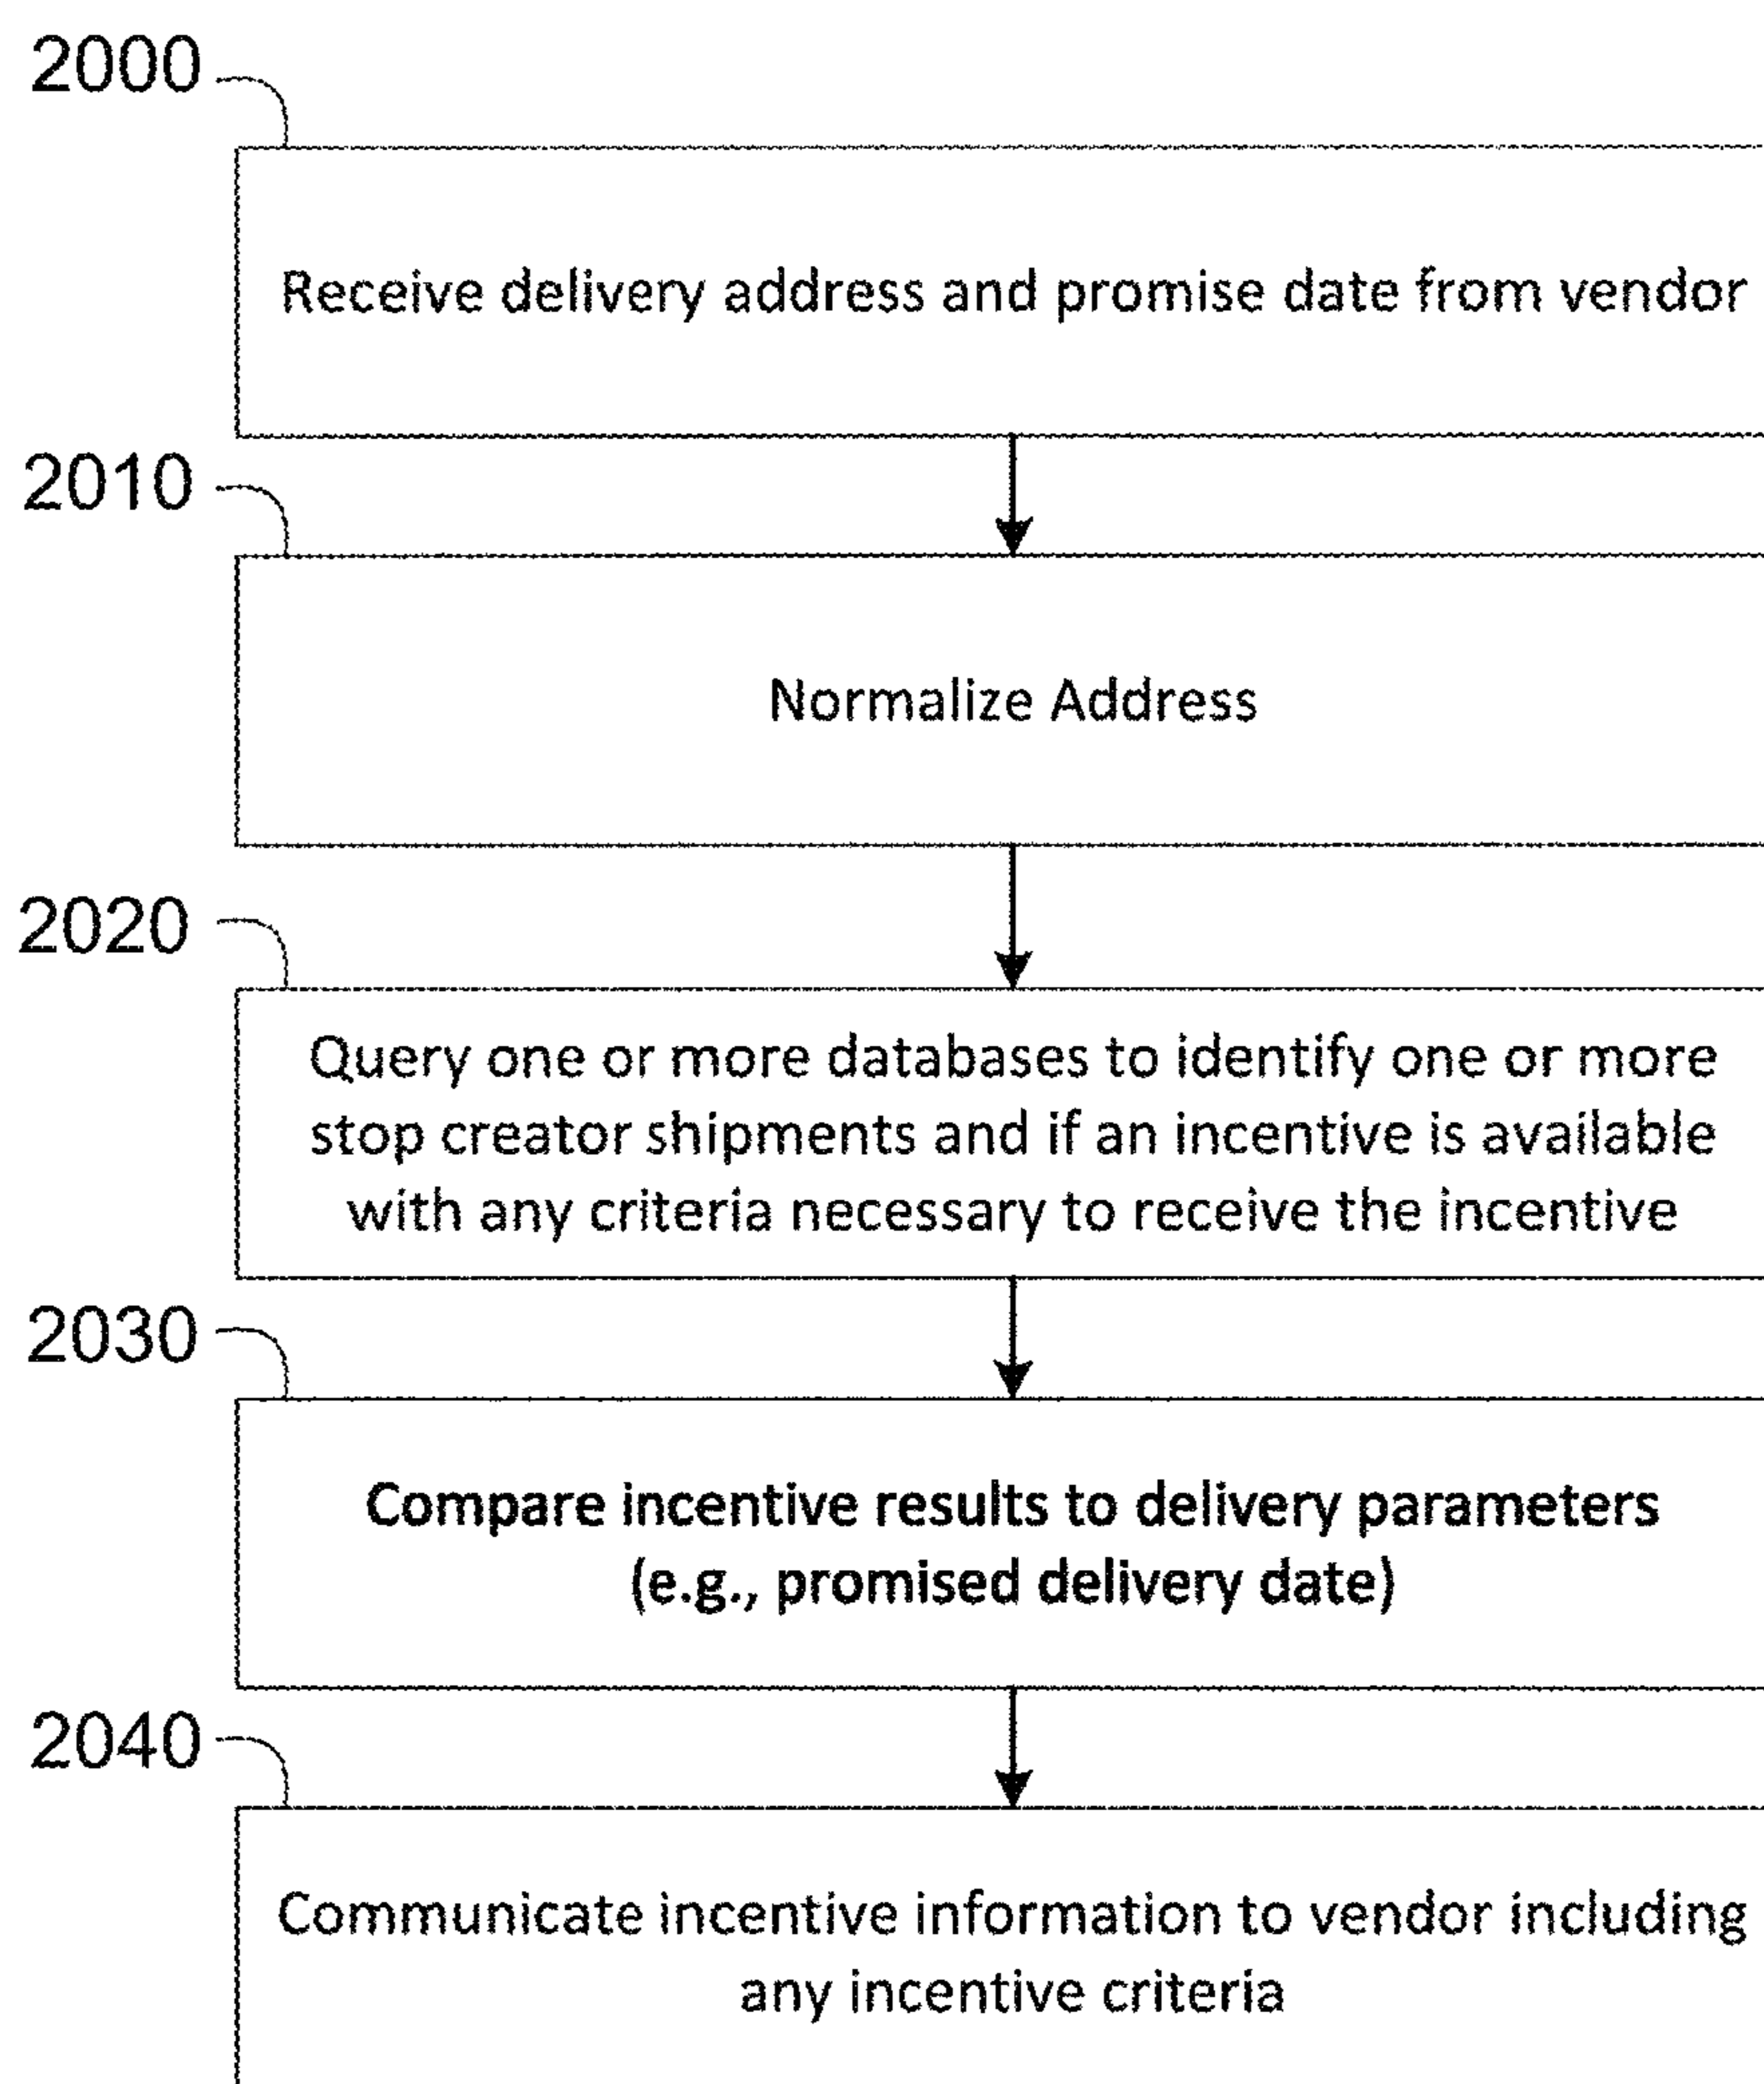 2000
Receive delivery address and promise date from vendor
2010
Normalize Address
2020
Query one or more databases to identify one or more
stop creator shipments and if an incentive is available
with any criteria necessary to receive the incentive
2030
Compare incentive results to delivery parameters
(e.g., promised delivery date)
2040
Communicate incentive information to vendor including
any incentive criteria